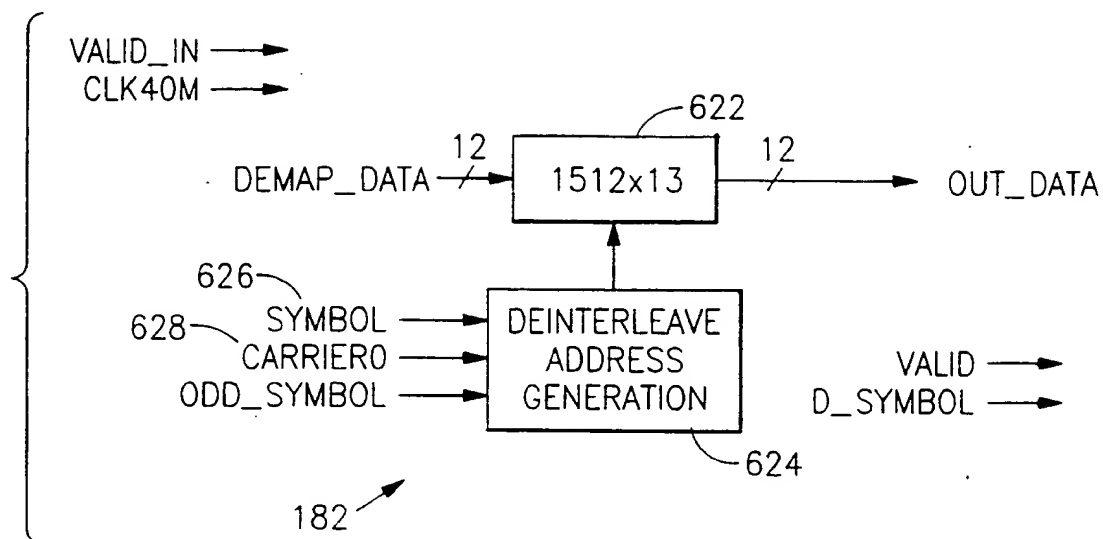 VALID_IN
CLK40M
622
DEMAP_DATA 12 1512x13 12 OUT_DATA
626
SYMBOL DEINTERLEAVE
628
CARRIER0 ADDRESS VALID
ODD_SYMBOL GENERATION D_SYMBOL
624
182